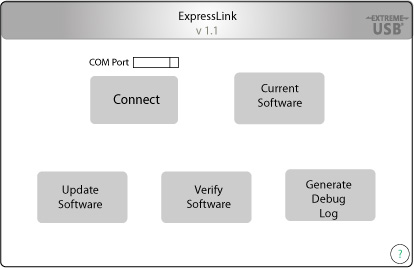 ExpressLink
v 1.1
EXTREME
USB®
COM Port
Connect
Current
Software
Update
Software
Verify
Software
Generate
Debug
Log
?